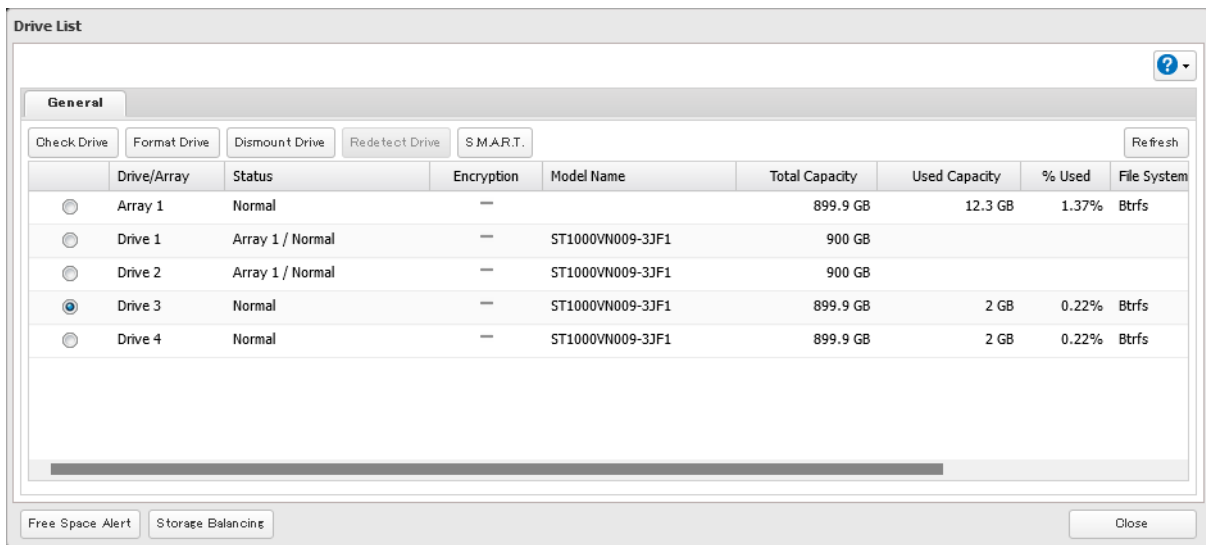 Drive List
?
General
Check Drive Format Drive Dismount Drive Redetect Drive S.M.A.R.T. Refresh
Drive/Array Status Encryption Model Name Total Capacity Used Capacity % Used File System
Array 1 Normal — 899.9 GB 12.3 GB 1.37% Btrfs
Drive 1 Array 1 / Normal — ST1000VN009-3JF1 900 GB
Drive 2 Array 1 / Normal — ST1000VN009-3JF1 900 GB
Drive 3 Normal — ST1000VN009-3JF1 899.9 GB 2 GB 0.22% Btrfs
Drive 4 Normal — ST1000VN009-3JF1 899.9 GB 2 GB 0.22% Btrfs
Free Space Alert Storage Balancing Close